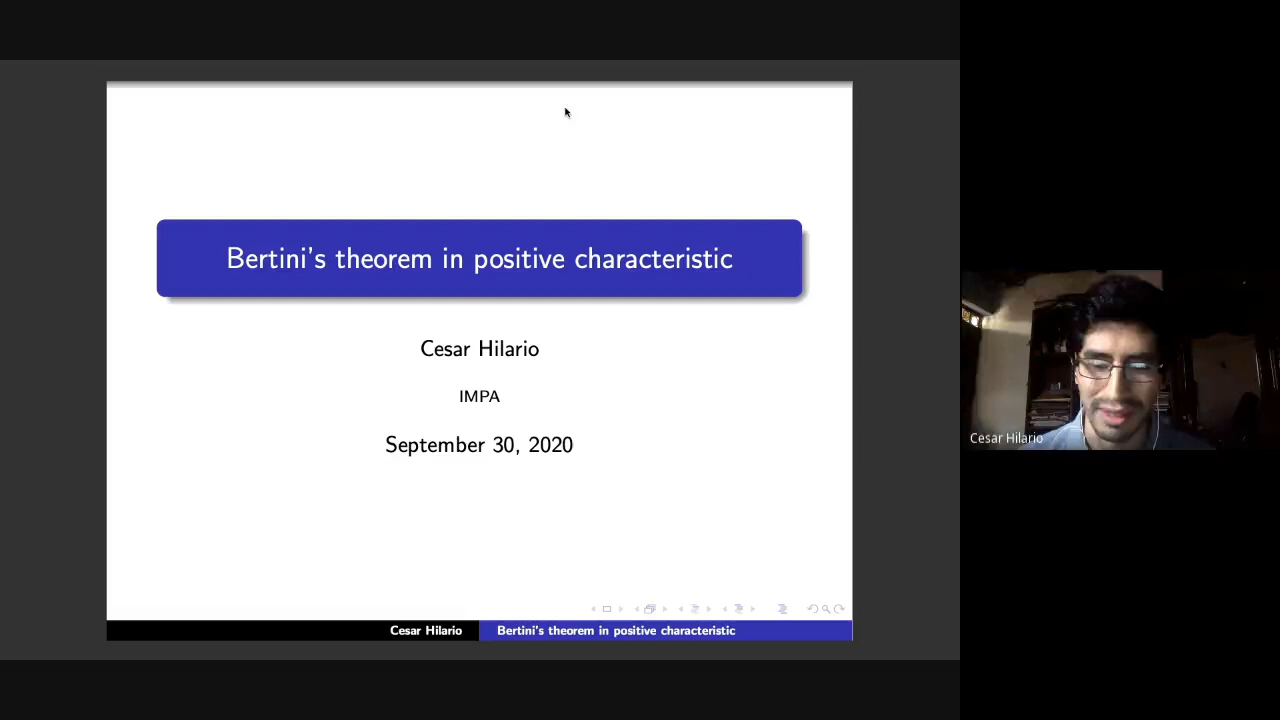 Bertini's theorem in positive characteristic
Cesar Hilario
IMPA
September 30, 2020
Cesar Hilario
Bertini's theorem in positive characteristic
Cesar Hilario